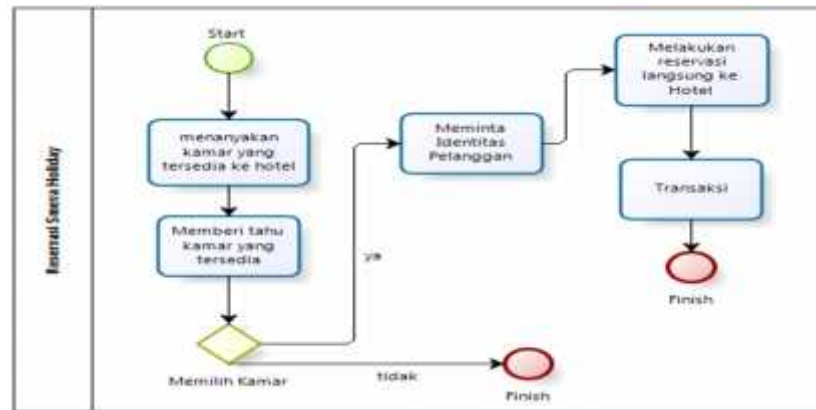 Reservasi Smera Holiday
Start
menanyakan
kamar yang
tersedia ke hotel
Memberi tahu
kamar yang
tersedia
Memilih Kamar
ya
tidak
Finish
Meminta
Identitas
Pelanggan
Melakukan
reservasi
langsung ke
Hotel
Transaksi
Finish